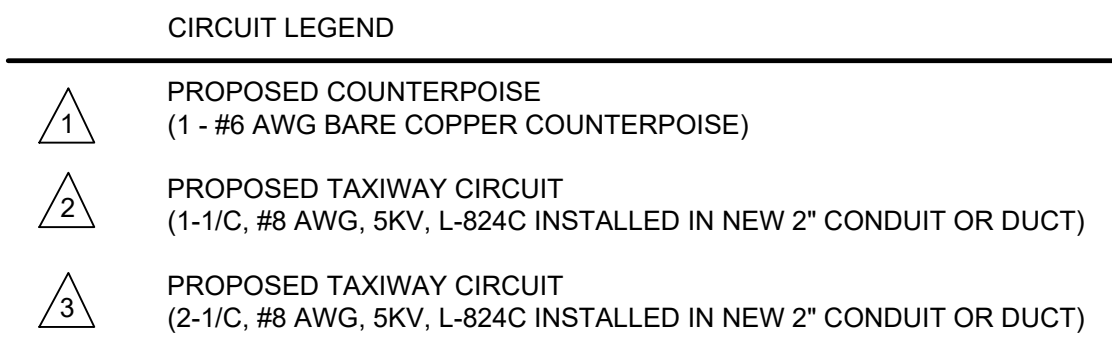 CIRCUIT LEGEND
1
PROPOSED COUNTERPOISE
(1 - #6 AWG BARE COPPER COUNTERPOISE)
2
PROPOSED TAXIWAY CIRCUIT
(1-1/C, #8 AWG, 5KV, L-824C INSTALLED IN NEW 2" CONDUIT OR DUCT)
3
PROPOSED TAXIWAY CIRCUIT
(2-1/C, #8 AWG, 5KV, L-824C INSTALLED IN NEW 2" CONDUIT OR DUCT)